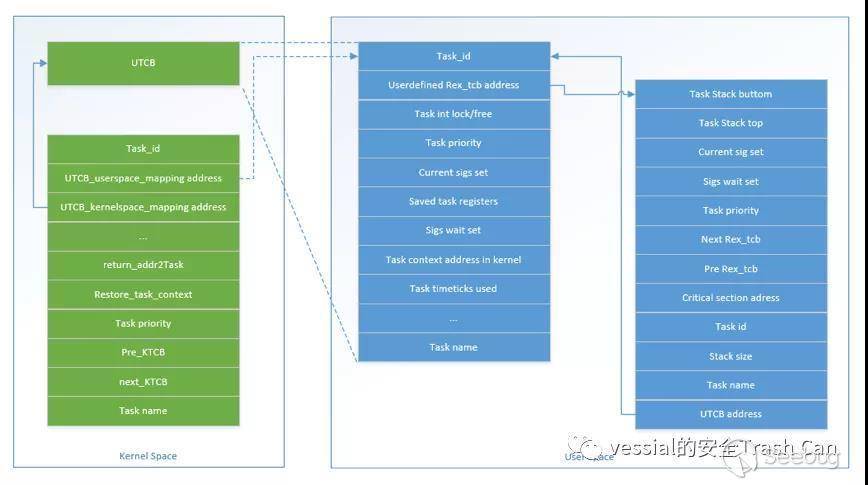 UTCB
Task_id
UTCB_userspace_mapping address
UTCB_kernelspace_mapping address
...
return_addr2Task
Restore_task_context
Task priority
Pre_KTCB
next_KTCB
Task name
Kernel Space
Task_id
Userdefined Rex_tcb address
Task int lock/free
Task priority
Current sigs set
Saved task registers
Sigs wait set
Task context address in kernel
Task timeticks used
...
Task name
Task Stack buttom
Task Stack top
Current sig set
Sigs wait set
Task priority
Next Rex_tcb
Pre Rex_tcb
Critical section adress
Task id
Stack size
Task name
UTCB address
User Space
vessial的安全Trash Can
Seebug